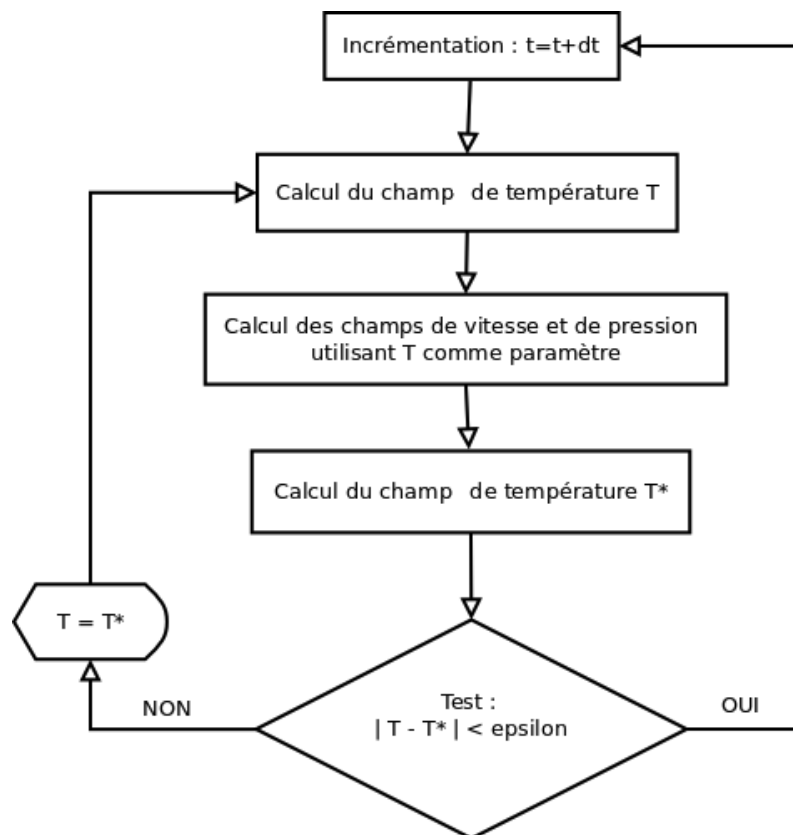 Incrémentation : t=t+dt
Calcul du champ de température T
Calcul des champs de vitesse et de pression
utilisant T comme paramètre
Calcul du champ de température T*
T = T*
Test :
| T - T* | < epsilon
NON
OUI